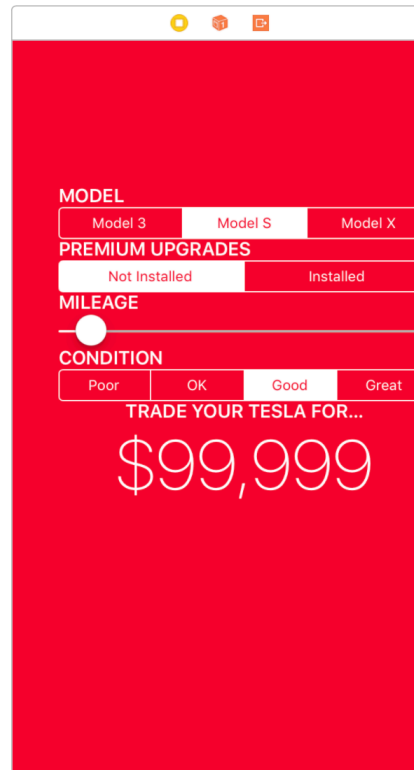 MODEL
Model 3 Model S Model X
PREMIUM UPGRADES
Not Installed Installed
MILEAGE
CONDITION
Poor OK Good Great
TRADE YOUR TESLA FOR...
$99,999